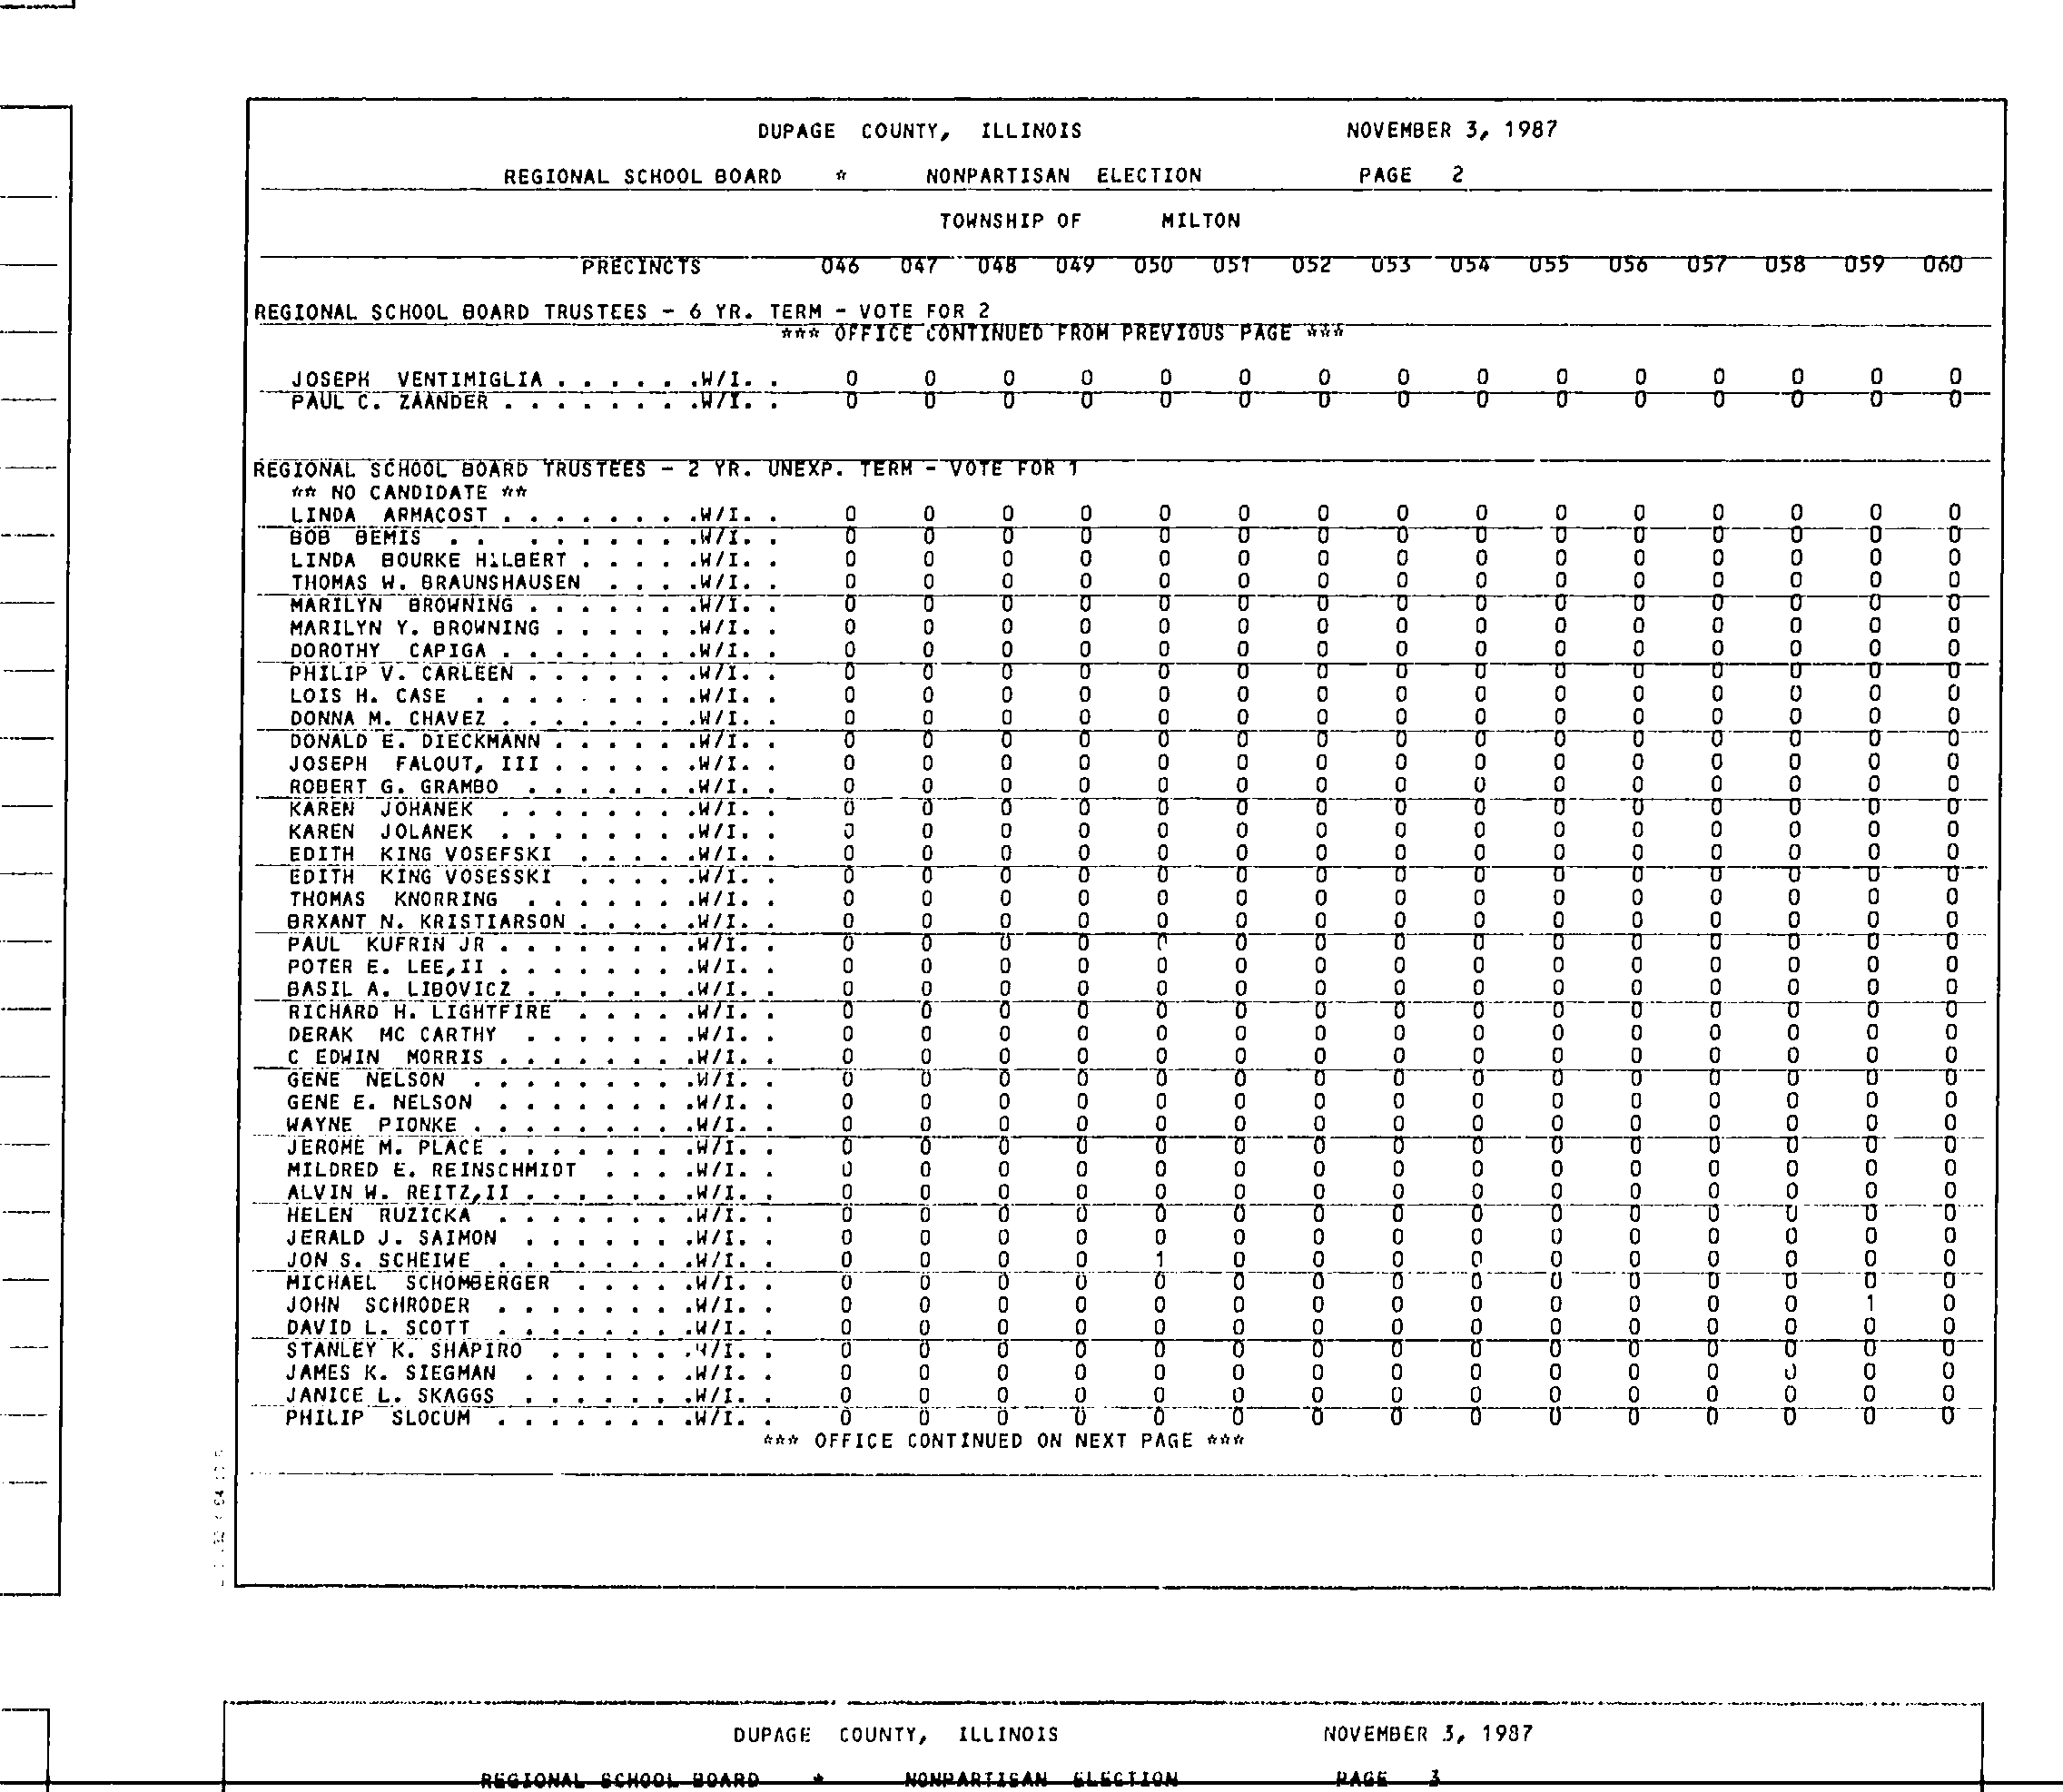 DUPAGE COUNTY, ILLINOIS NOVEMBER 3, 1987
REGIONAL SCHOOL BOARD * NONPARTISAN ELECTION PAGE 2
TOWNSHIP OF MILTON
PRECINCTS 046 047 048 049 050 051 052 053 054 055 056 057 058 059 060
REGIONAL SCHOOL BOARD TRUSTEES - 6 YR. TERM - VOTE FOR 2
*** OFFICE CONTINUED FROM PREVIOUS PAGE ***
JOSEPH VENTIMIGLIA . . . . . .W/I. . 0 0 0 0 0 0 0 0 0 0 0 0 0 0 0
PAUL C. ZAANDER . . . . . . . .W/I. . 0 0 0 0 0 0 0 0 0 0 0 0 0 0 0
REGIONAL SCHOOL BOARD TRUSTEES - 2 YR. UNEXP. TERM - VOTE FOR 1
** NO CANDIDATE **
LINDA ARMACOST . . . . . . . .W/I. . 0 0 0 0 0 0 0 0 0 0 0 0 0 0 0
BOB BEMIS . . . . . . . . .W/I. . 0 0 0 0 0 0 0 0 0 0 0 0 0 0 0
LINDA BOURKE HILBERT . . . . .W/I. . 0 0 0 0 0 0 0 0 0 0 0 0 0 0 0
THOMAS W. BRAUNSHAUSEN . . . .W/I. . 0 0 0 0 0 0 0 0 0 0 0 0 0 0 0
MARILYN BROWNING . . . . . . .W/I. . 0 0 0 0 0 0 0 0 0 0 0 0 0 0 0
MARILYN Y. BROWNING . . . . . .W/I. . 0 0 0 0 0 0 0 0 0 0 0 0 0 0 0
DOROTHY CAPIGA . . . . . . . .W/I. . 0 0 0 0 0 0 0 0 0 0 0 0 0 0 0
PHILIP V. CARLEEN . . . . . . .W/I. . 0 0 0 0 0 0 0 0 0 0 0 0 0 0 0
LOIS H. CASE . . . . . . . . .W/I. . 0 0 0 0 0 0 0 0 0 0 0 0 0 0 0
DONNA M. CHAVEZ . . . . . . . .W/I. . 0 0 0 0 0 0 0 0 0 0 0 0 0 0 0
DONALD E. DIECKMANN . . . . . .W/I. . 0 0 0 0 0 0 0 0 0 0 0 0 0 0 0
JOSEPH FALOUT, III . . . . . .W/I. . 0 0 0 0 0 0 0 0 0 0 0 0 0 0 0
ROBERT G. GRAMBO . . . . . . .W/I. . 0 0 0 0 0 0 0 0 0 0 0 0 0 0 0
KAREN JOHANEK . . . . . . . .W/I. . 0 0 0 0 0 0 0 0 0 0 0 0 0 0 0
KAREN JOLANEK . . . . . . . .W/I. . 0 0 0 0 0 0 0 0 0 0 0 0 0 0 0
EDITH KING VOSEFSKI . . . . .W/I. . 0 0 0 0 0 0 0 0 0 0 0 0 0 0 0
EDITH KING VOSESSKI . . . . .W/I. . 0 0 0 0 0 0 0 0 0 0 0 0 0 0 0
THOMAS KNORRING . . . . . . .W/I. . 0 0 0 0 0 0 0 0 0 0 0 0 0 0 0
BRXANT N. KRISTIARSON . . . . .W/I. . 0 0 0 0 0 0 0 0 0 0 0 0 0 0 0
PAUL KUFRIN JR . . . . . . . .W/I. . 0 0 0 0 0 0 0 0 0 0 0 0 0 0 0
POTER E. LEE,II . . . . . . . .W/I. . 0 0 0 0 0 0 0 0 0 0 0 0 0 0 0
BASIL A. LIBOVICZ . . . . . . .W/I. . 0 0 0 0 0 0 0 0 0 0 0 0 0 0 0
RICHARD H. LIGHTFIRE . . . . .W/I. . 0 0 0 0 0 0 0 0 0 0 0 0 0 0 0
DERAK MC CARTHY . . . . . . .W/I. . 0 0 0 0 0 0 0 0 0 0 0 0 0 0 0
C EDWIN MORRIS . . . . . . . .W/I. . 0 0 0 0 0 0 0 0 0 0 0 0 0 0 0
GENE NELSON . . . . . . . . .W/I. . 0 0 0 0 0 0 0 0 0 0 0 0 0 0 0
GENE E. NELSON . . . . . . . .W/I. . 0 0 0 0 0 0 0 0 0 0 0 0 0 0 0
WAYNE PIONKE . . . . . . . . .W/I. . 0 0 0 0 0 0 0 0 0 0 0 0 0 0 0
JEROME M. PLACE . . . . . . . .W/I. . 0 0 0 0 0 0 0 0 0 0 0 0 0 0 0
MILDRED E. REINSCHMIDT . . . .W/I. . 0 0 0 0 0 0 0 0 0 0 0 0 0 0 0
ALVIN W. REITZ,II . . . . . . .W/I. . 0 0 0 0 0 0 0 0 0 0 0 0 0 0 0
HELEN RUZICKA . . . . . . . .W/I. . 0 0 0 0 0 0 0 0 0 0 0 0 0 0 0
JERALD J. SAIMON . . . . . . .W/I. . 0 0 0 0 0 0 0 0 0 0 0 0 0 0 0
JON S. SCHEIWE . . . . . . . .W/I. . 0 0 0 0 1 0 0 0 0 0 0 0 0 0 0
MICHAEL SCHOMBERGER . . . . .W/I. . 0 0 0 0 0 0 0 0 0 0 0 0 0 0 0
JOHN SCHRODER . . . . . . . .W/I. . 0 0 0 0 0 0 0 0 0 0 0 0 0 1 0
DAVID L. SCOTT . . . . . . . .W/I. . 0 0 0 0 0 0 0 0 0 0 0 0 0 0 0
STANLEY K. SHAPIRO . . . . . .W/I. . 0 0 0 0 0 0 0 0 0 0 0 0 0 0 0
JAMES K. SIEGMAN . . . . . . .W/I. . 0 0 0 0 0 0 0 0 0 0 0 0 0 0 0
JANICE L. SKAGGS . . . . . . .W/I. . 0 0 0 0 0 0 0 0 0 0 0 0 0 0 0
PHILIP SLOCUM . . . . . . . .W/I. . 0 0 0 0 0 0 0 0 0 0 0 0 0 0 0
*** OFFICE CONTINUED ON NEXT PAGE ***
DUPAGE COUNTY, ILLINOIS NOVEMBER 3, 1987
REGIONAL SCHOOL BOARD * NONPARTISAN ELECTION PAGE 3